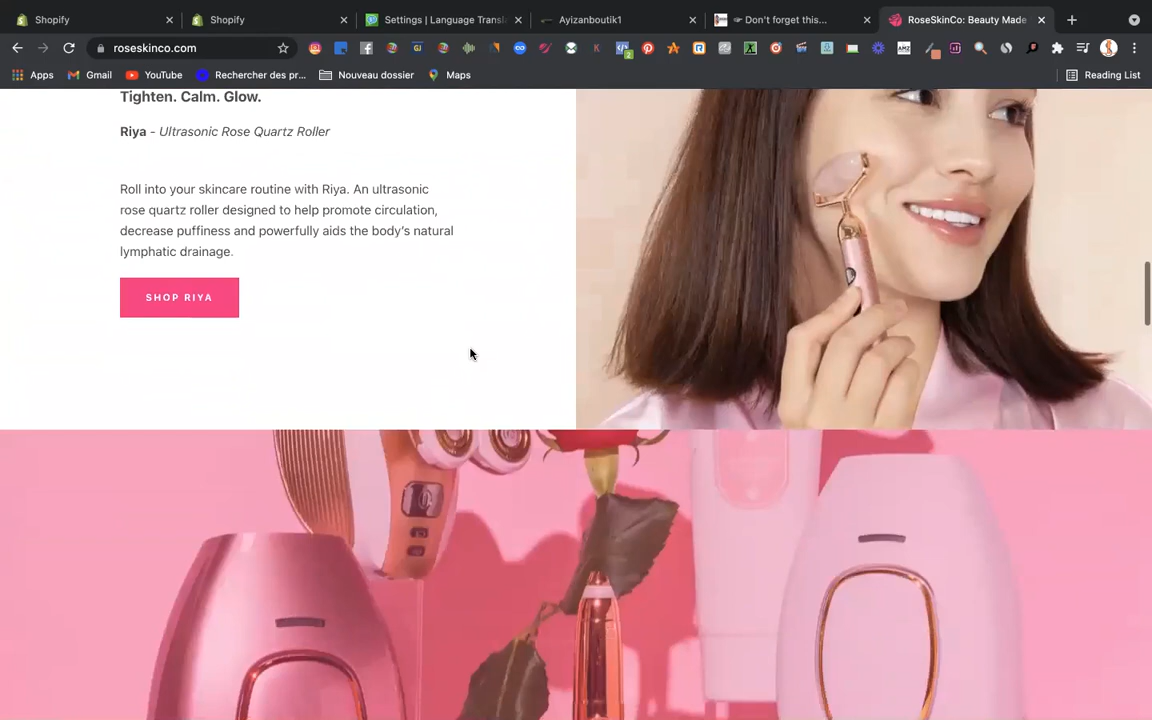 Shopify
Shopify
Settings | Language Transl
Ayizanboutik1
Don't forget this...
RoseSkinCo: Beauty Made
roseskinco.com
2
AMZ
Apps
Gmail
YouTube
Rechercher des pr...
Nouveau dossier
Maps
Reading List
Tighten. Calm. Glow.
Riya - Ultrasonic Rose Quartz Roller
Roll into your skincare routine with Riya. An ultrasonic
rose quartz roller designed to help promote circulation,
decrease puffiness and powerfully aids the body's natural
lymphatic drainage.
SHOP RIYA